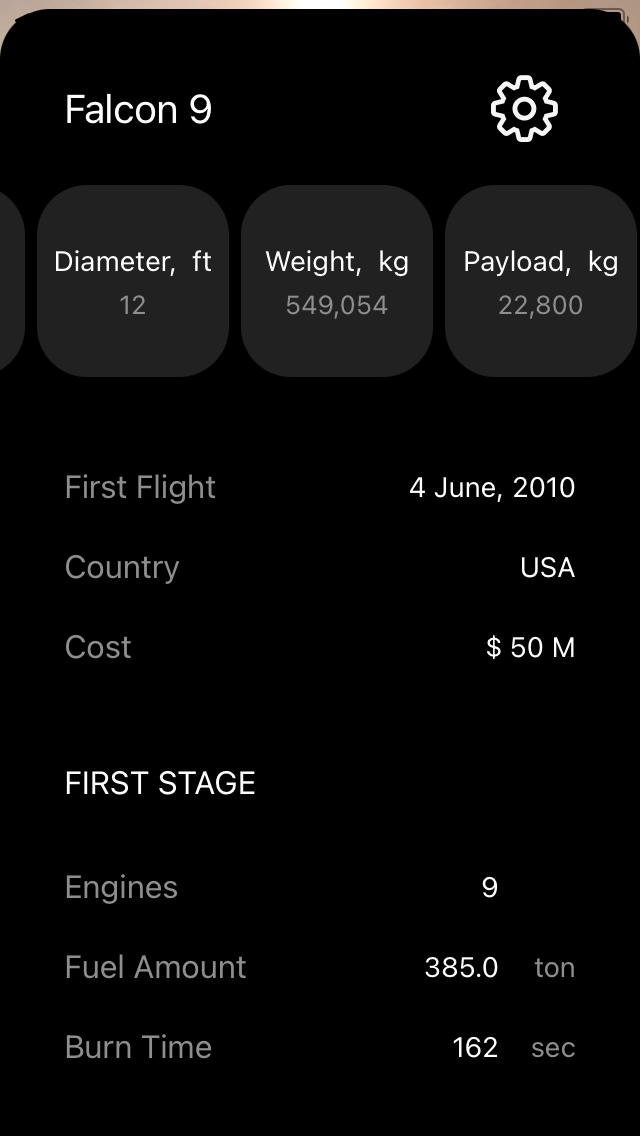 Falcon 9
Diameter, ft
12
Weight, kg
549,054
Payload, kg
22,800
First Flight 4 June, 2010
Country USA
Cost $ 50 M
FIRST STAGE
Engines 9
Fuel Amount 385.0 ton
Burn Time 162 sec